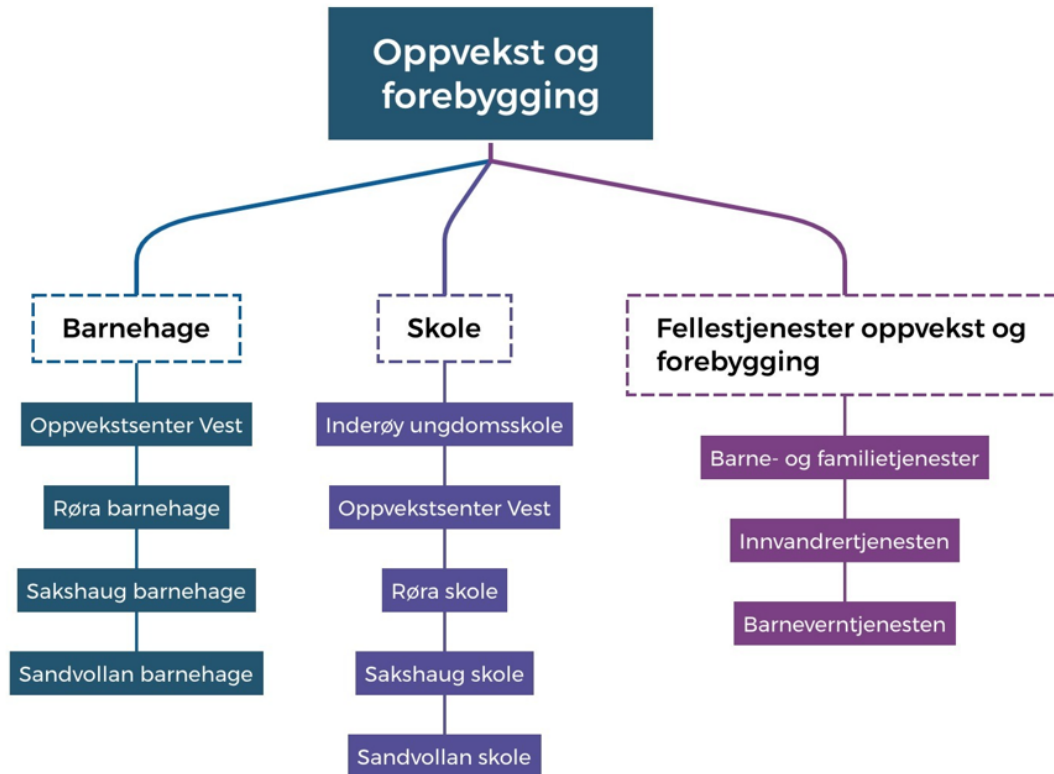 Oppvekst og
forebygging
Barnehage
Oppvekstsenter Vest
Røra barnehage
Sakshaug barnehage
Sandvollan barnehage
Skole
Inderøy ungdomsskole
Oppvekstsenter Vest
Røra skole
Sakshaug skole
Sandvollan skole
Fellestjenester oppvekst og
forebygging
Barne- og familietjenester
Innvandrertjenesten
Barneverntjenesten